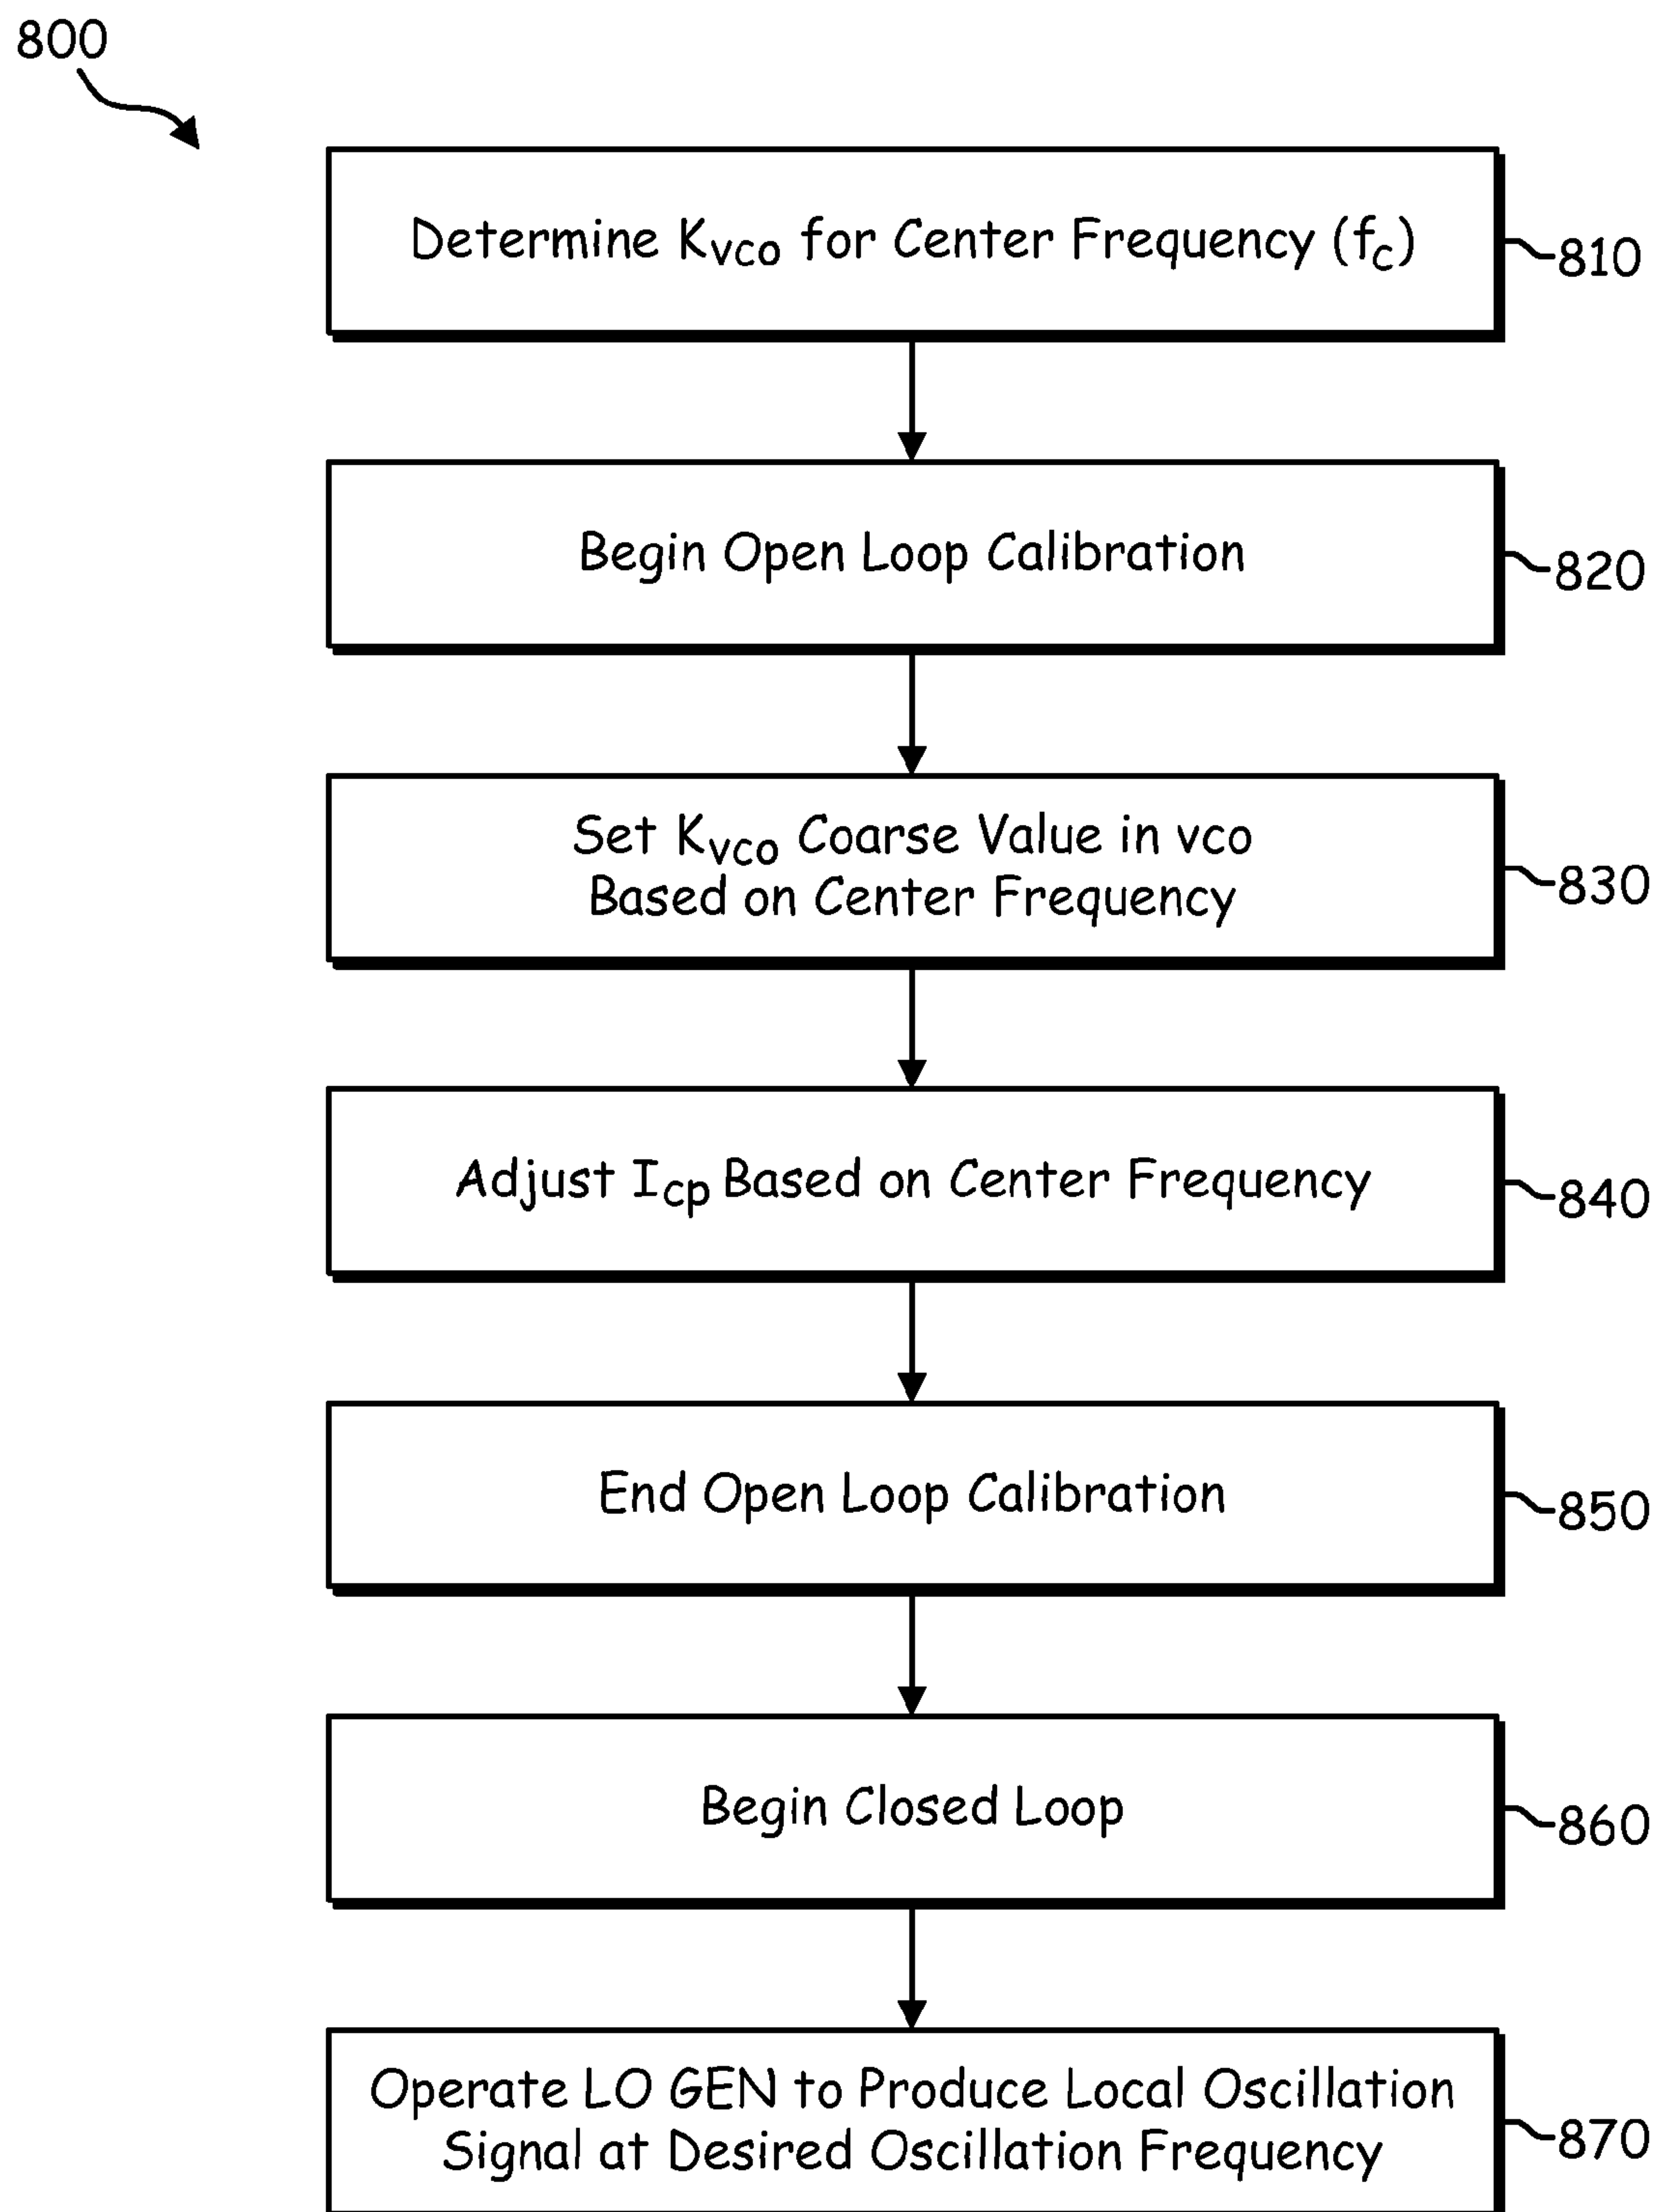 800
Determine Kvco for Center Frequency (fc)
810
Begin Open Loop Calibration
820
Set Kvco Coarse Value in vco
Based on Center Frequency
830
Adjust Icp Based on Center Frequency
840
End Open Loop Calibration
850
Begin Closed Loop
860
Operate LO GEN to Produce Local Oscillation
Signal at Desired Oscillation Frequency
870